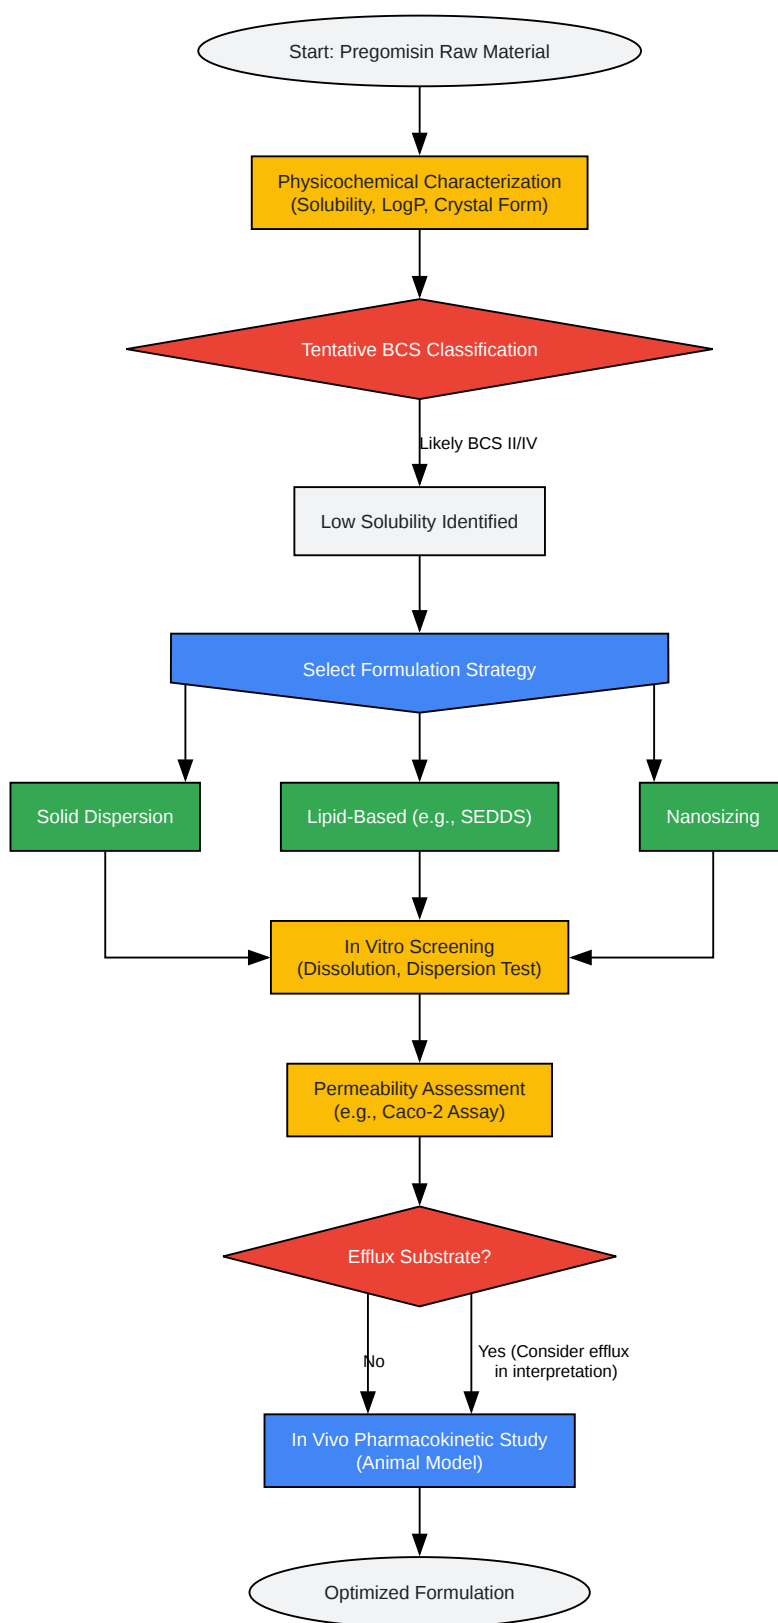 Start: Pregomisin Raw Material
Physicochemical Characterization
(Solubility, LogP, Crystal Form)
Tentative BCS Classification
Likely BCS II/IV
Low Solubility Identified
Select Formulation Strategy
Solid Dispersion
Lipid-Based (e.g., SEDDS)
Nanosizing
In Vitro Screening
(Dissolution, Dispersion Test)
Permeability Assessment
(e.g., Caco-2 Assay)
Efflux Substrate?
No
Yes (Consider efflux
in interpretation)
In Vivo Pharmacokinetic Study
(Animal Model)
Optimized Formulation